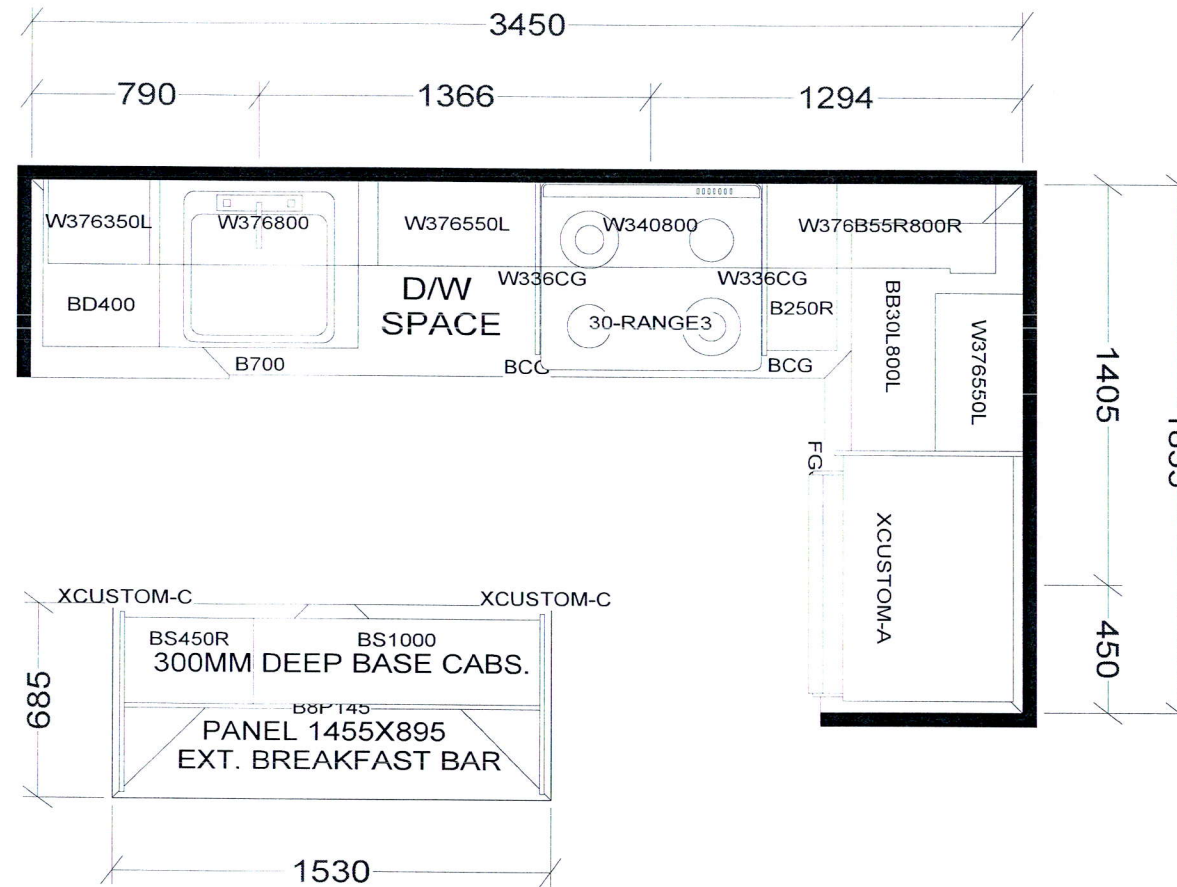 3450
790
1366
1294
W376350L
W376800
W376550L
W340800
W376B55R800R
W336CG
W336CG
BD400
D/W
SPACE
30-RANGE3
B250R
BB30L800L
W376550L
B700
BCG
BCG
FG
XCUSTOM-A
1405
450
XCUSTOM-C
XCUSTOM-C
BS450R
BS1000
300MM DEEP BASE CABS.
PANEL 1455X895
EXT. BREAKFAST BAR
685
1530